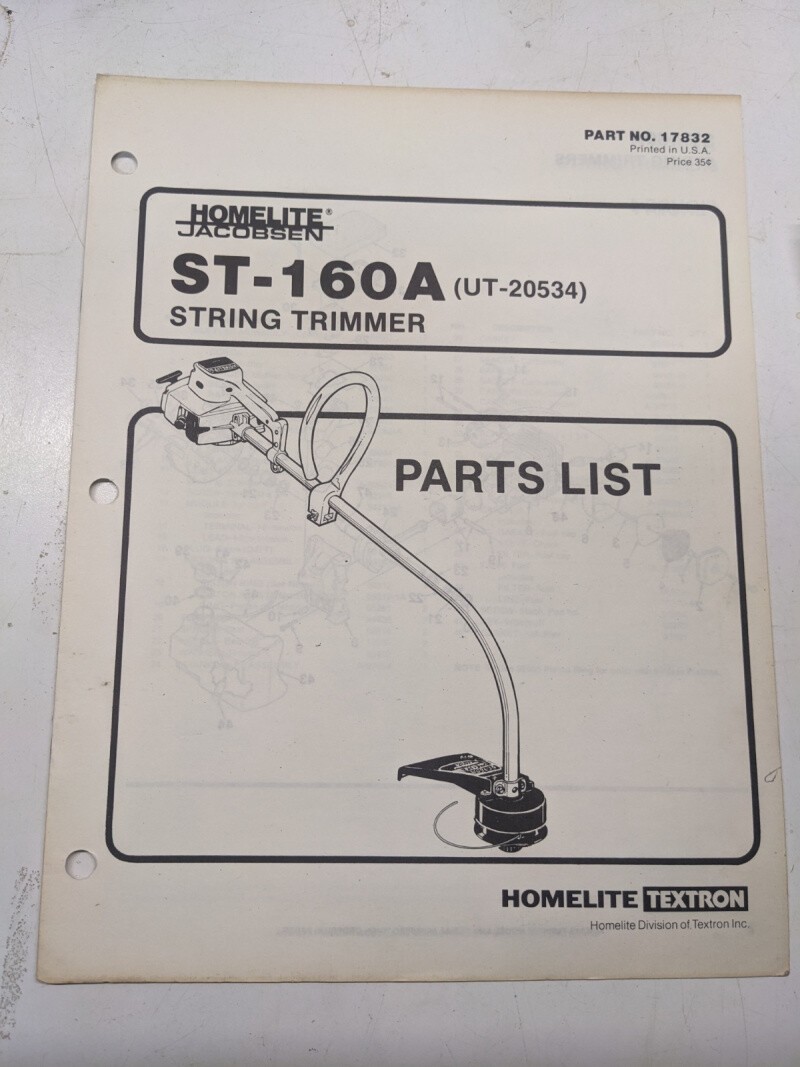 PART NO. 17832
Printed in U.S.A.
Price 35¢
HOMELITE®
JACOBSEN
ST-160A (UT-20534)
STRING TRIMMER
PARTS LIST
HOMELITE TEXTRON
Homelite Division of Textron Inc.